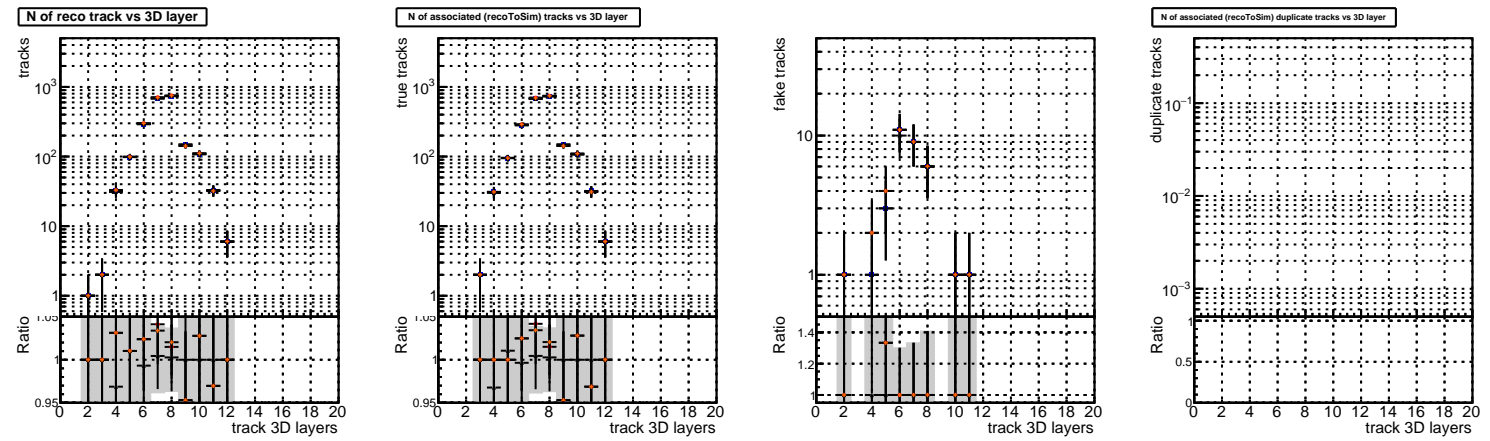 N of reco track vs 3D layer
tracks
10³
10²
10
1
1.05
1
0.95
Ratio
0 2 4 6 8 10 12 14 16 18 20
track 3D layers
N of associated (recoToSim) tracks vs 3D layer
true tracks
10³
10²
10
1
1.05
1
0.95
Ratio
0 2 4 6 8 10 12 14 16 18 20
track 3D layers
fake tracks
10
1
1.4
1.2
1
Ratio
0 2 4 6 8 10 12 14 16 18 20
track 3D layers
N of associated (recoToSim) duplicate tracks vs 3D layer
duplicate tracks
10⁻¹
10⁻²
10⁻³
1
0.5
0
Ratio
0 2 4 6 8 10 12 14 16 18 20
track 3D layers